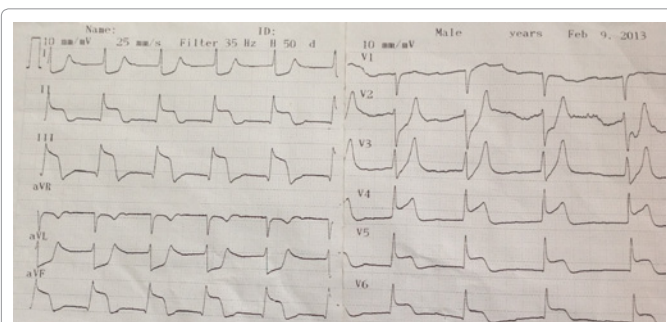 Name: ID:
10 mm/mV 25 mm/s Filter 35 Hz H 50 d
I
II
III
aVR
aVL
aVF
Male years Feb 9, 2013
10 mm/mV
V1
V2
V3
V4
V5
V6